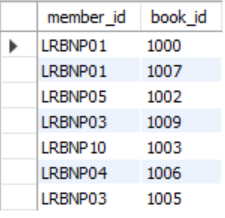 member_id book_id
LRBNP01 1000
LRBNP01 1007
LRBNP05 1002
LRBNP03 1009
LRBNP10 1003
LRBNP04 1006
LRBNP03 1005